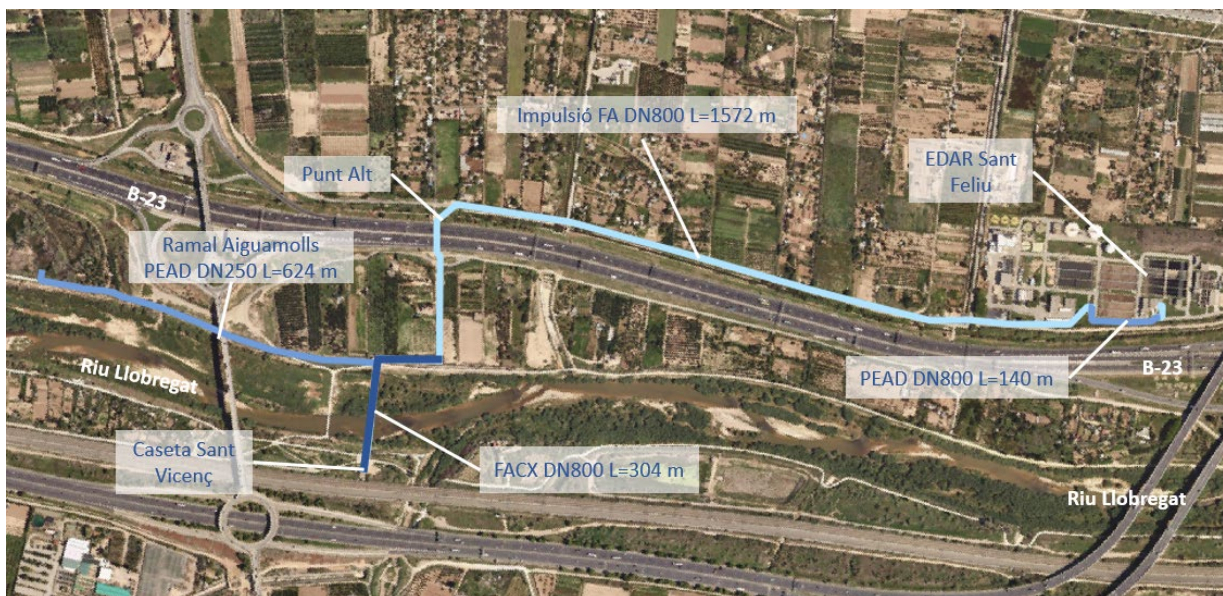 Impulsió FA DN800 L=1572 m
EDAR Sant
Feliu
Punt Alt
B-23
Ramal Aiguamolls
PEAD DN250 L=624 m
Riu Llobregat
PEAD DN800 L=140 m
B-23
Caseta Sant
Vicenç
FACX DN800 L=304 m
Riu Llobregat